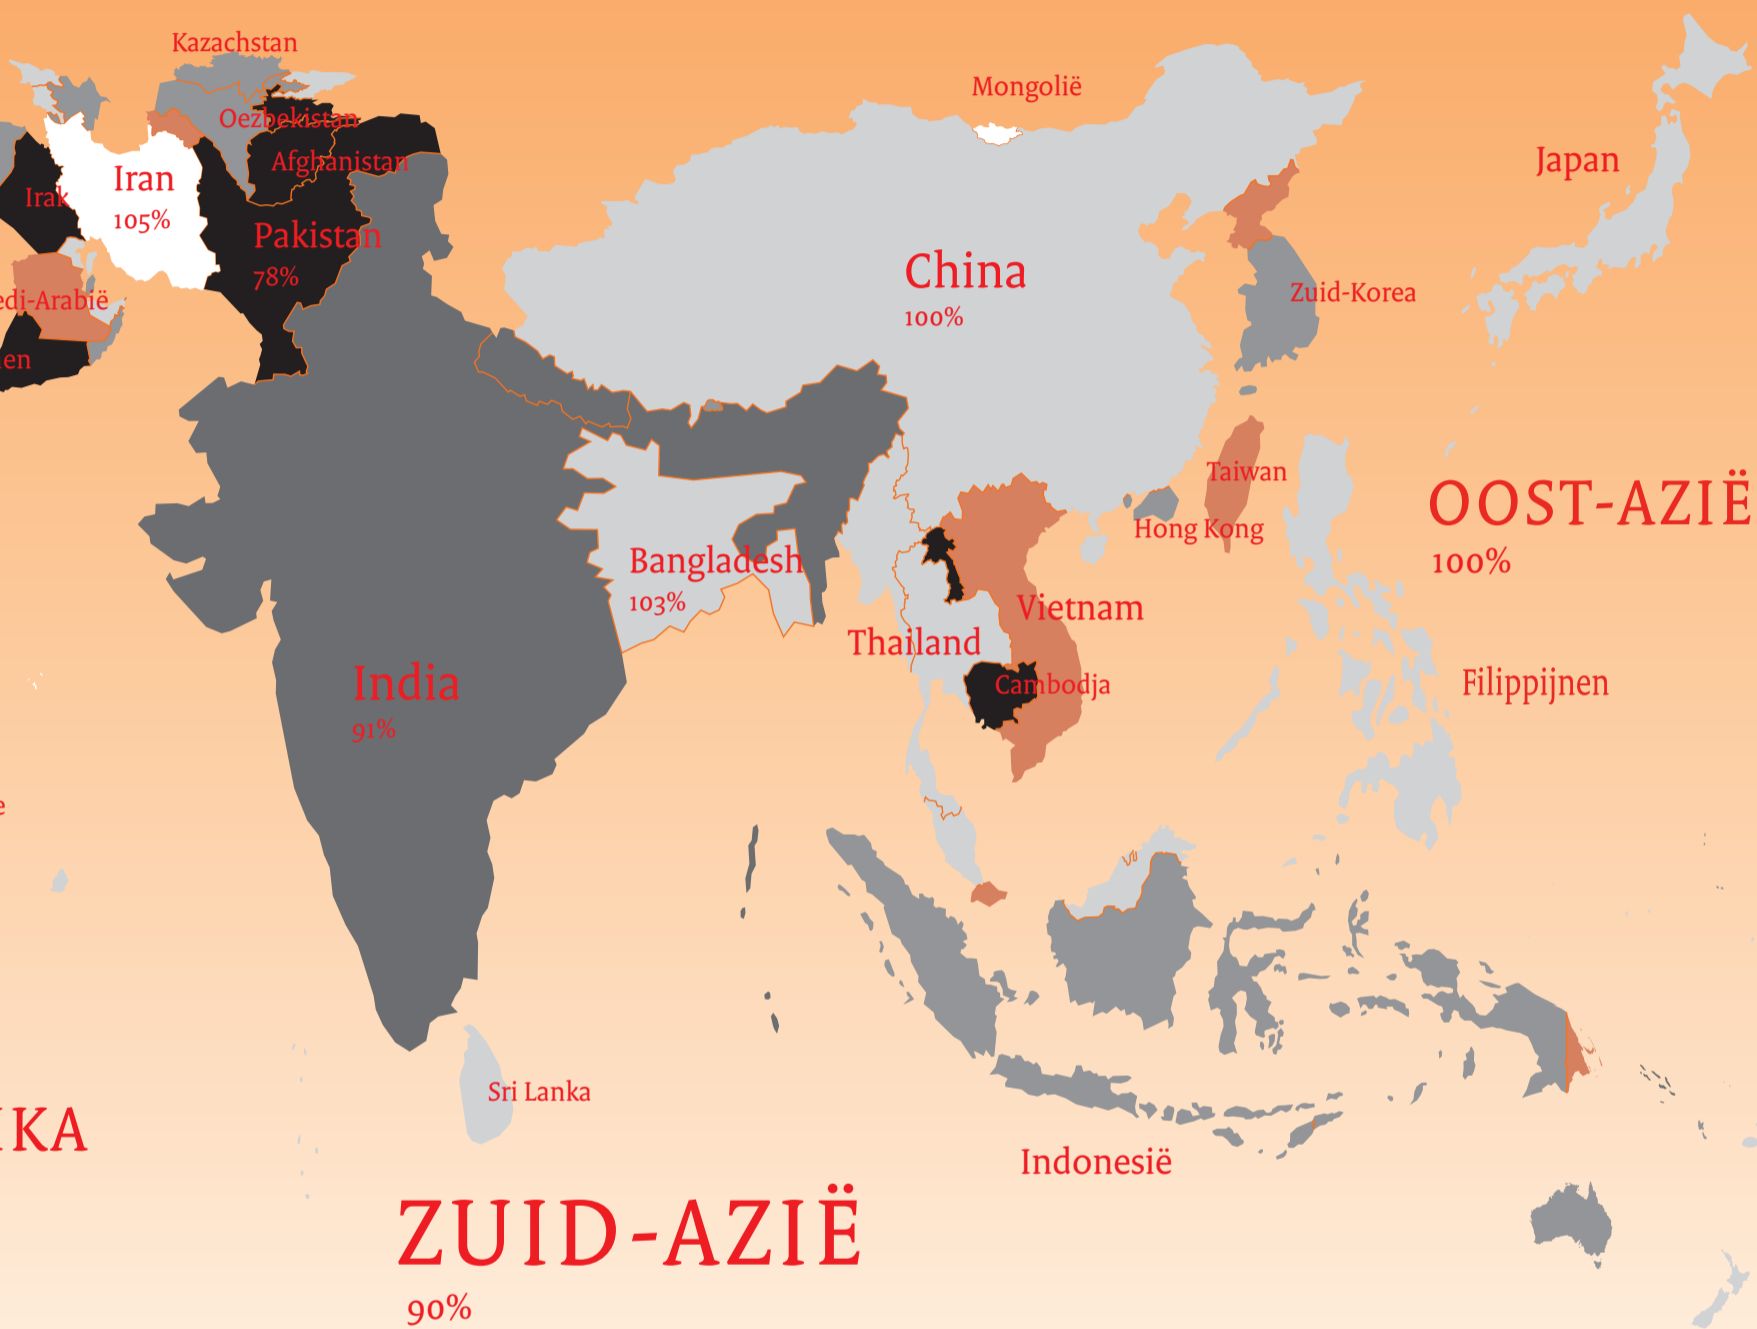 Kazachstan
Mongolië
Oezbekistan
Afghanistan
Japan
Iran
105%
Irak
Pakistan
78%
China
100%
Zuid-Korea
edi-Arabië
en
Taiwan
OOST-AZIË
100%
Hong Kong
Bangladesh
103%
Vietnam
Thailand
Cambodja
Filippijnen
India
91%
e
Sri Lanka
IKA
Indonesië
ZUID-AZIË
90%